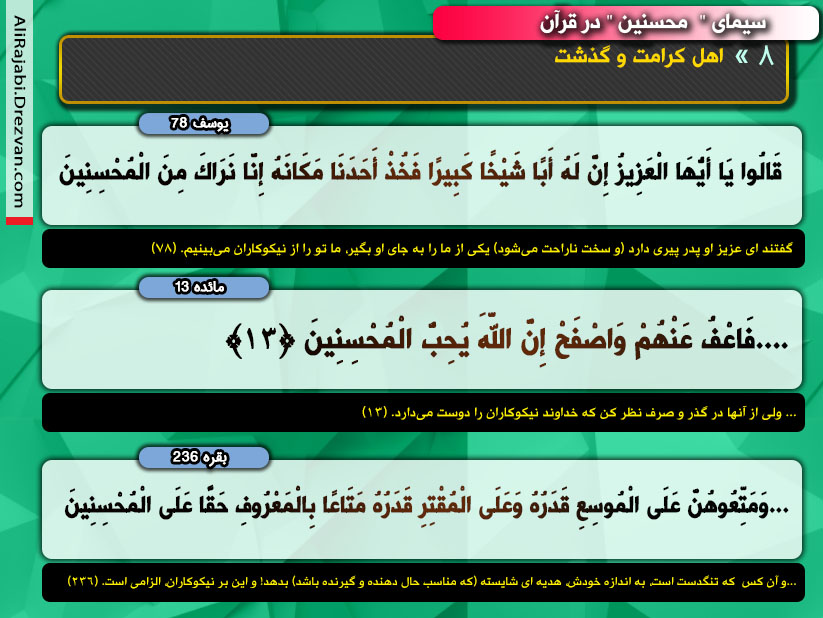 سیمای " محسنین " در قرآن
۸ » اهل کرامت و گذشت
AliRajabi.Drezvan.com
یوسف 78
قَالُوا يَا أَيُّهَا الْعَزِيزُ إِنَّ لَهُ أَبًا شَيْخًا كَبِيرًا فَخُذْ أَحَدَنَا مَكَانَهُ إِنَّا نَرَاكَ مِنَ الْمُحْسِنِينَ
گفتند ای عزیز او پدر پیری دارد (و سخت ناراحت می‌شود) یکی از ما را به جای او بگیر، ما تو را از نیکوکاران می‌بینیم. (۷۸)
مائده 13
....فَاعْفُ عَنْهُمْ وَاصْفَحْ إِنَّ اللَّهَ يُحِبُّ الْمُحْسِنِينَ ﴿۱۳﴾
... ولی از آنها در گذر و صرف نظر کن که خداوند نیکوکاران را دوست می‌دارد. (۱۳)
بقره 236
...وَمَتِّعُوهُنَّ عَلَى الْمُوسِعِ قَدَرُهُ وَعَلَى الْمُقْتِرِ قَدَرُهُ مَتَاعًا بِالْمَعْرُوفِ حَقًّا عَلَى الْمُحْسِنِينَ
...و آن کس که تنگدست است، به اندازه خودش، هدیه ای شایسته (که مناسب حال دهنده و گیرنده باشد) بدهد! و این بر نیکوکاران، الزامی است. (۲۳۶)